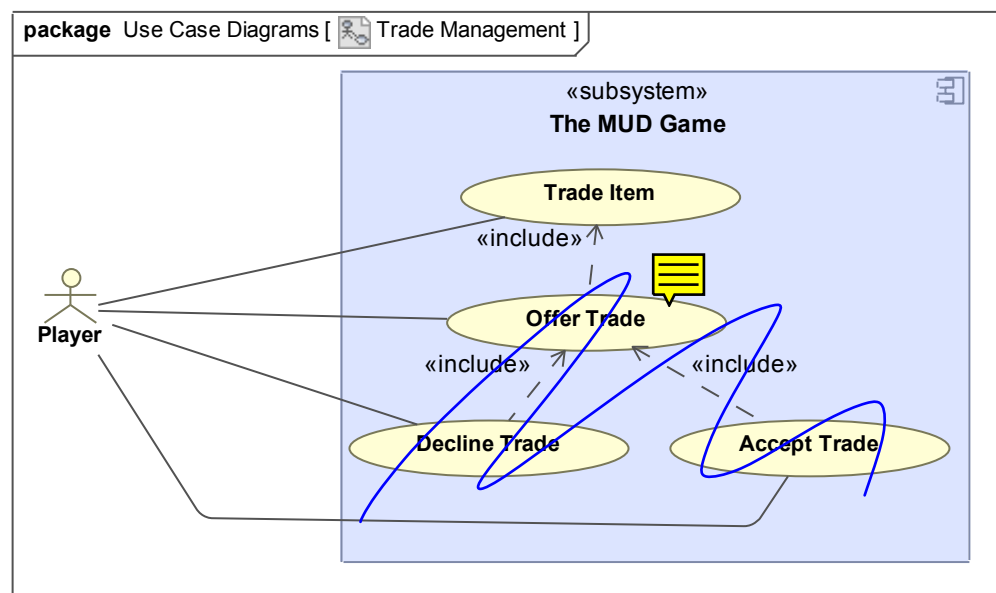 package Use Case Diagrams [ Trade Management ]
«subsystem»
The MUD Game
Trade Item
«include»
Player
Offer Trade
«include»
«include»
Decline Trade
Accept Trade